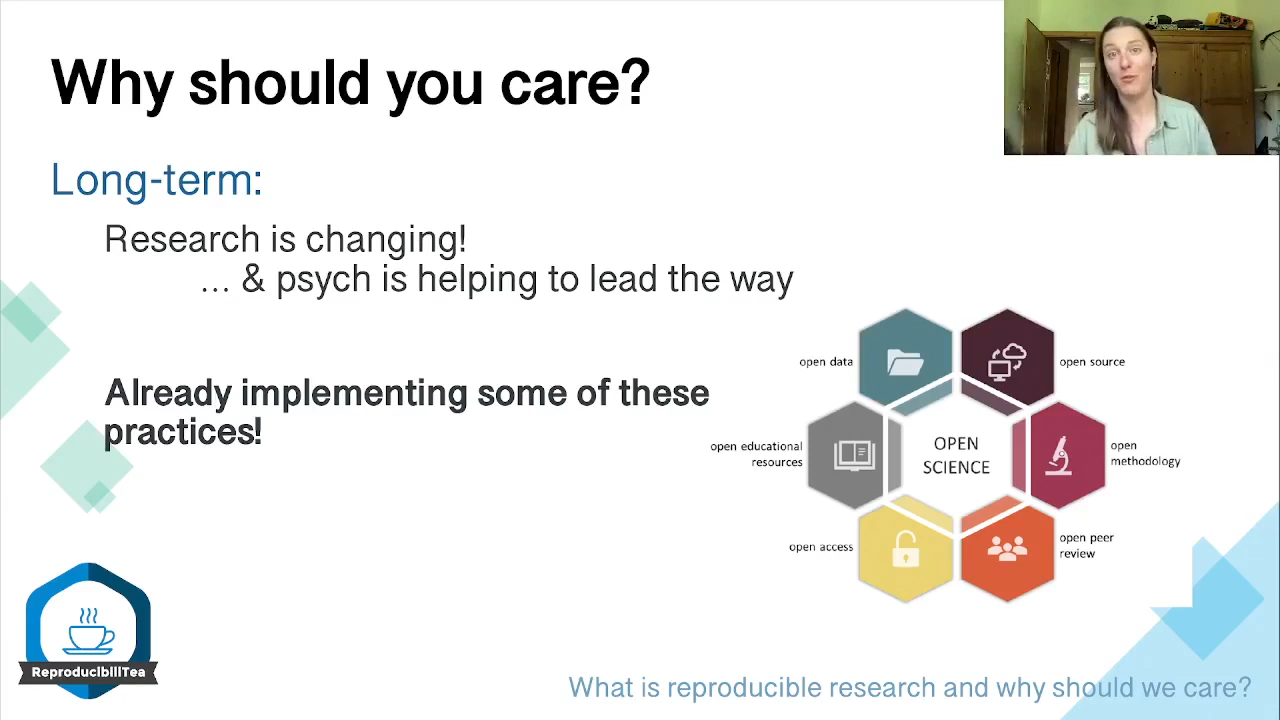 Why should you care?
Long-term:
Research is changing!
... & psych is helping to lead the way
Already implementing some of these
practices!
open data
open source
open educational
resources
OPEN
SCIENCE
open
methodology
open access
open peer
review
ReproducibiliTea
What is reproducible research and why should we care?